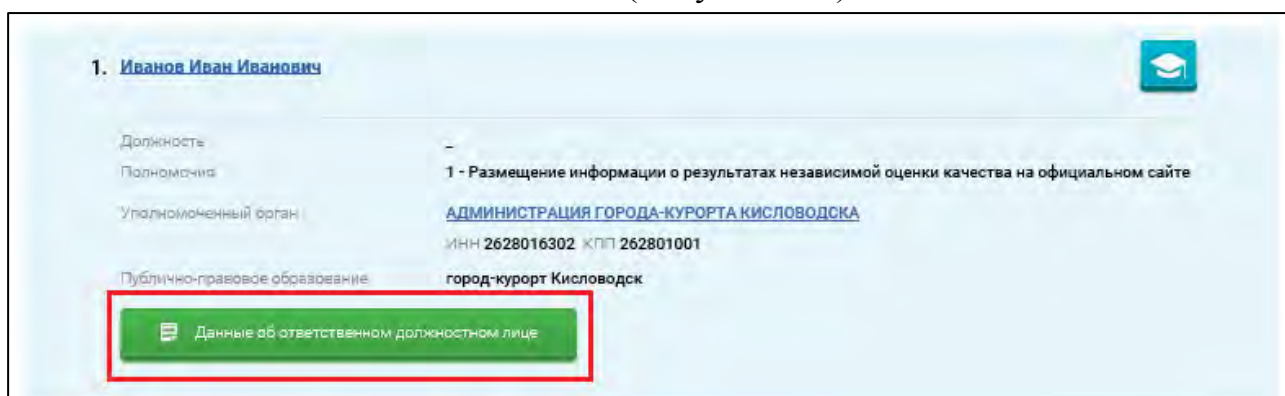 1. Иванов Иван Иванович
Должность –
Полномочия 1 - Размещение информации о результатах независимой оценки качества на официальном сайте
Уполномоченный орган АДМИНИСТРАЦИЯ ГОРОДА-КУРОРТА КИСЛОВОДСКА
ИНН 2628016302 КПП 262801001
Публично-правовое образование город-курорт Кисловодск
Данные об ответственном должностном лице